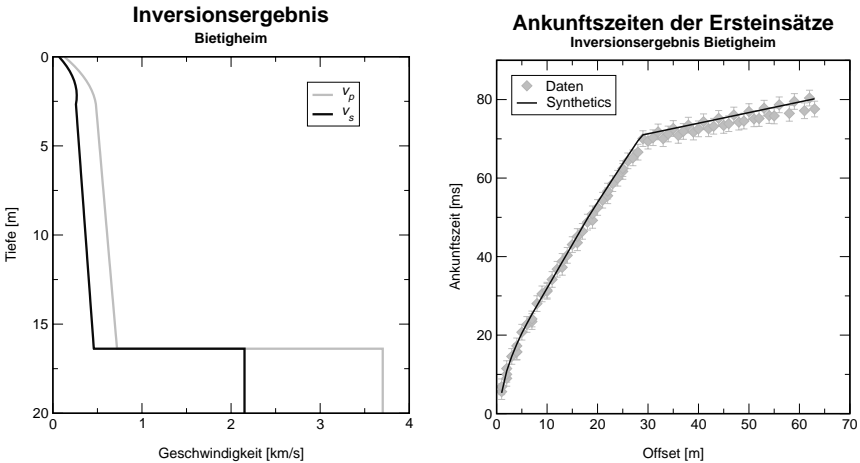 Inversionsergebnis
Bietigheim
0
5
10
15
20
Tiefe [m]
v_p
v_s
0
1
2
3
4
Geschwindigkeit [km/s]
Ankunftszeiten der Ersteinsätze
Inversionsergebnis Bietigheim
Daten
Synthetics
80
60
40
20
0
Ankunftszeit [ms]
0
10
20
30
40
50
60
70
Offset [m]